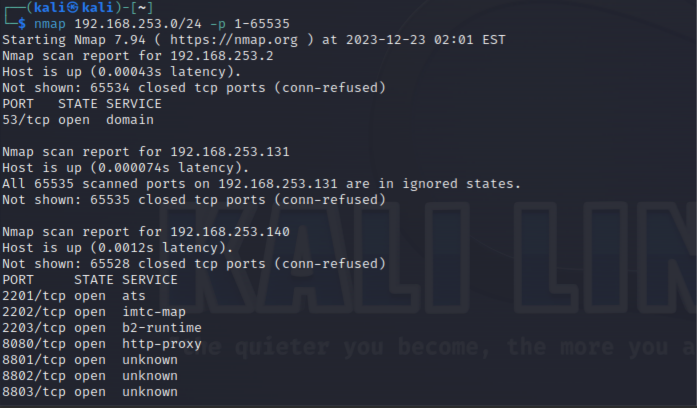 (kali㉿kali)-[~]
$ nmap 192.168.253.0/24 -p 1-65535
Starting Nmap 7.94 ( https://nmap.org ) at 2023-12-23 02:01 EST
Nmap scan report for 192.168.253.2
Host is up (0.00043s latency).
Not shown: 65534 closed tcp ports (conn-refused)
PORT   STATE SERVICE
53/tcp open  domain
Nmap scan report for 192.168.253.131
Host is up (0.000074s latency).
All 65535 scanned ports on 192.168.253.131 are in ignored states.
Not shown: 65535 closed tcp ports (conn-refused)
Nmap scan report for 192.168.253.140
Host is up (0.0012s latency).
Not shown: 65528 closed tcp ports (conn-refused)
PORT     STATE SERVICE
2201/tcp open  ats
2202/tcp open  imtc-map
2203/tcp open  b2-runtime
8080/tcp open  http-proxy
8801/tcp open  unknown
8802/tcp open  unknown
8803/tcp open  unknown
KALI LIN
the quieter you become, the more you a